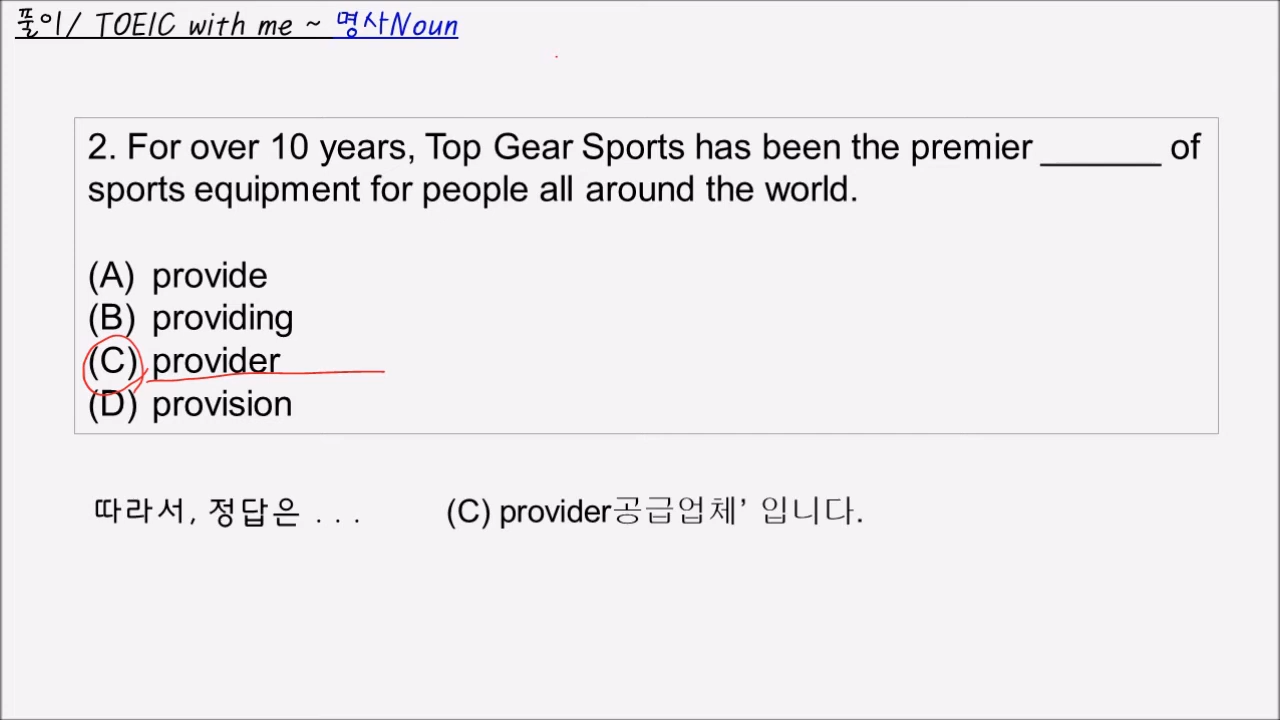 풀이/ TOEIC with me ~ 명사Noun
2. For over 10 years, Top Gear Sports has been the premier ______ of
sports equipment for people all around the world.
(A) provide
(B) providing
(C) provider
(D) provision
따라서, 정답은 . . . (C) provider공급업체’ 입니다.